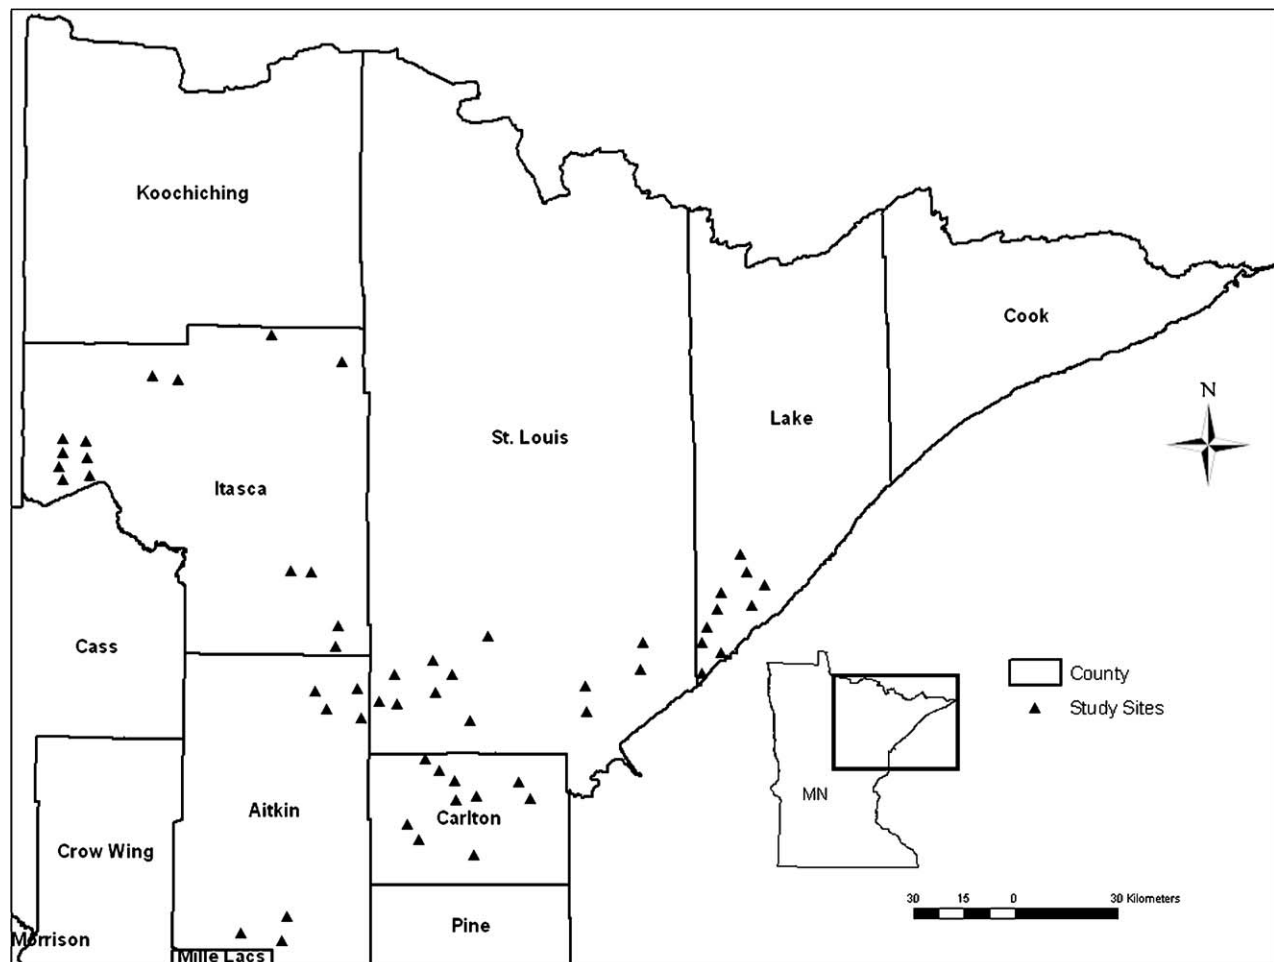 Koochiching
Cook
N
Lake
St. Louis
Itasca
Cass
County
Study Sites
MN
Aitkin
Carlton
Crow Wing
30 15 0 30 Kilometers
Pine
Morrison
Mille Lacs